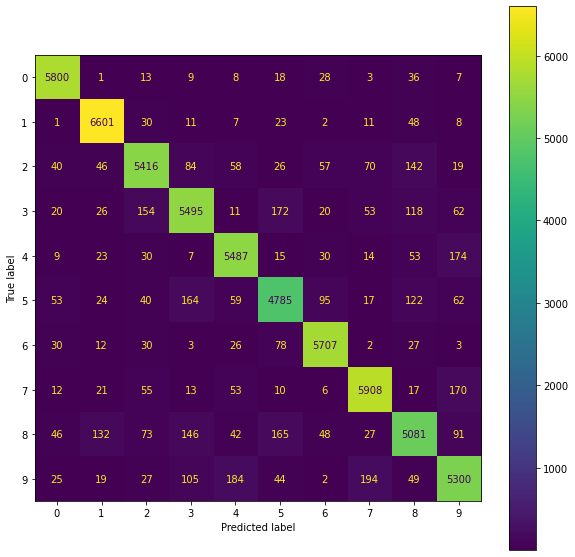 0 5800 1 13 9 8 18 28 3 36 7
1 1 6601 30 11 7 23 2 11 48 8
2 40 46 5416 84 58 26 57 70 142 19
3 20 26 154 5495 11 172 20 53 118 62
4 9 23 30 7 5487 15 30 14 53 174
5 53 24 40 164 59 4785 95 17 122 62
6 30 12 30 3 26 78 5707 2 27 3
7 12 21 55 13 53 10 6 5908 17 170
8 46 132 73 146 42 165 48 27 5081 91
9 25 19 27 105 184 44 2 194 49 5300
0 1 2 3 4 5 6 7 8 9
Predicted label
True label
6000
5000
4000
3000
2000
1000